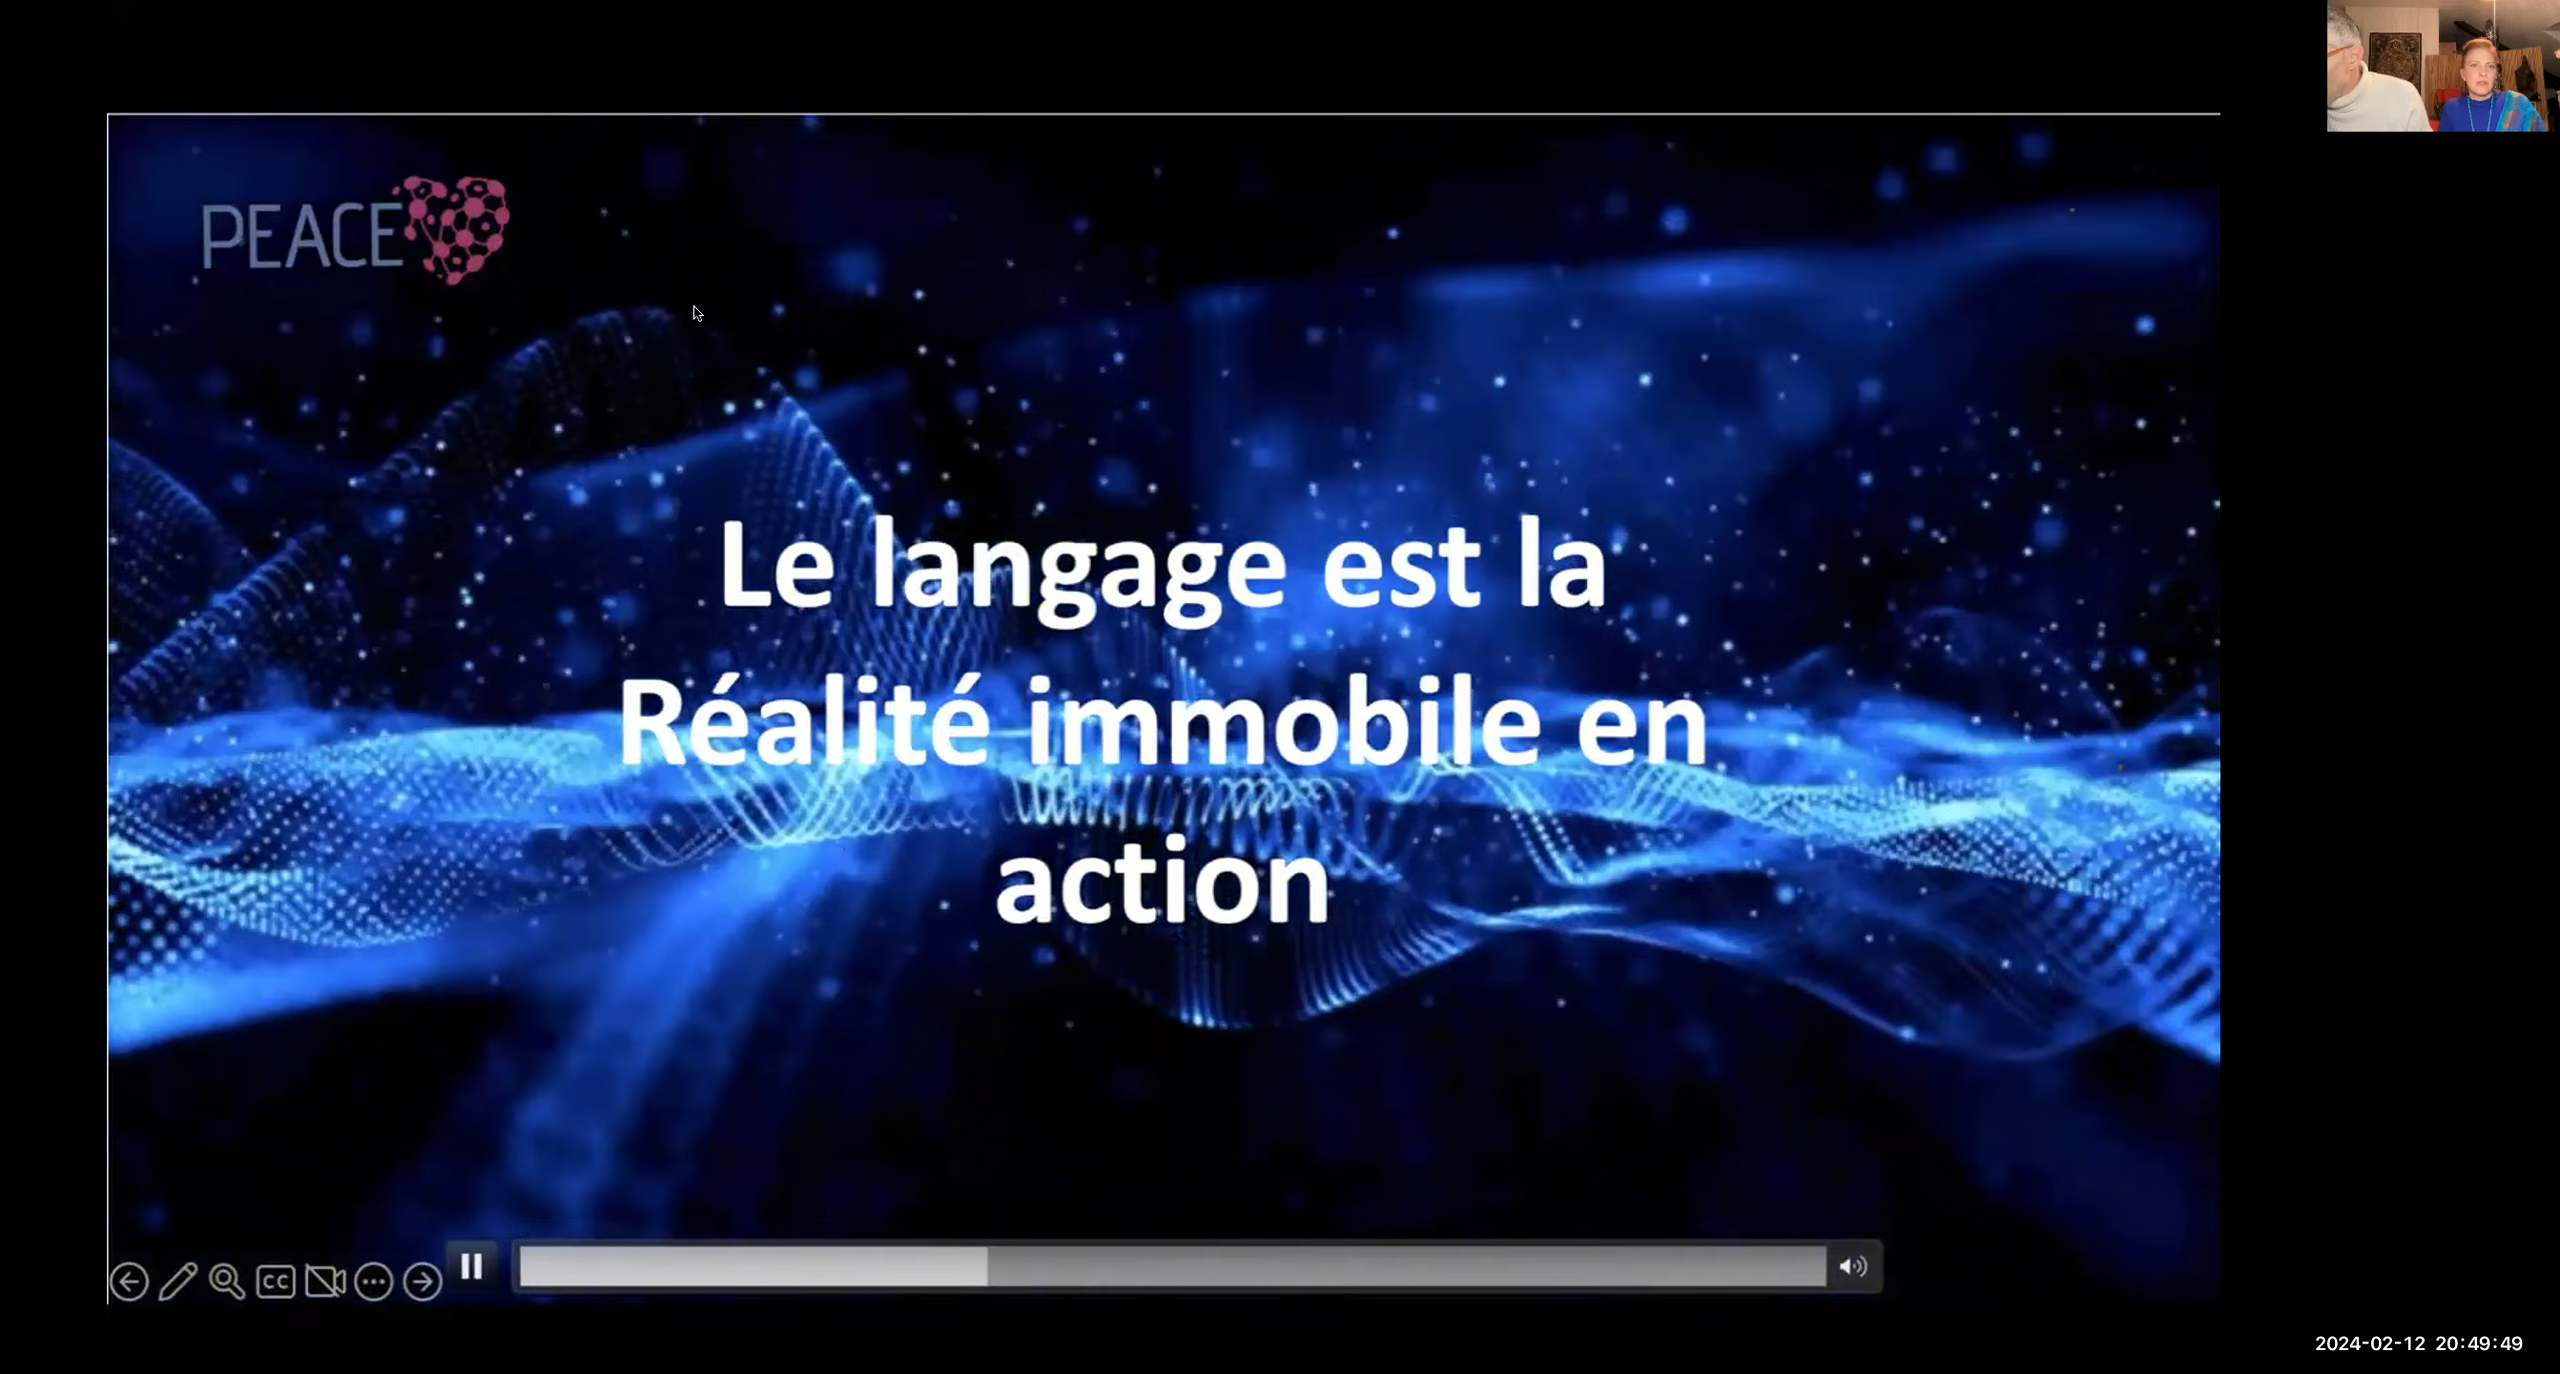 PEACE
Le langage est la
Réalité immobile en
action
CC
2024-02-12 20:49:49